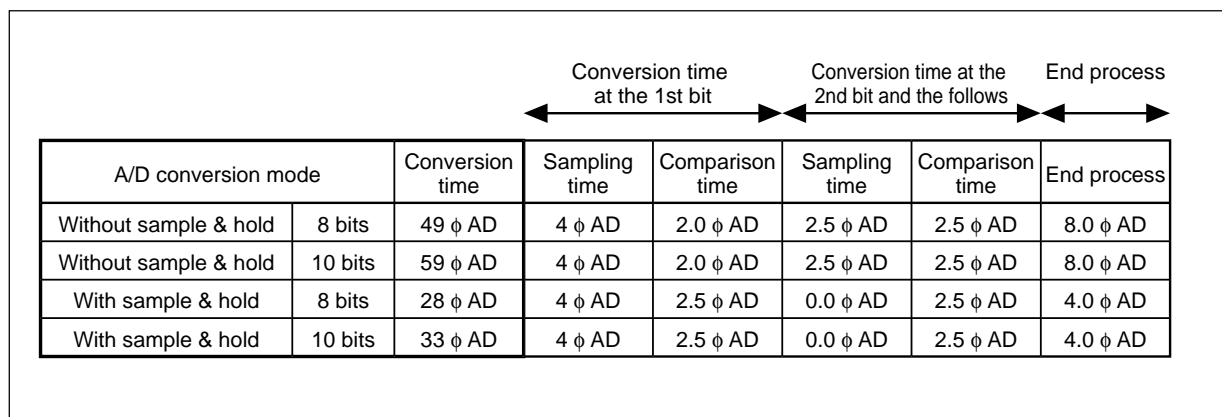 Conversion time
at the 1st bit
Conversion time at the
2nd bit and the follows
End process
A/D conversion mode
Conversion
time
Sampling
time
Comparison
time
Sampling
time
Comparison
time
End process
Without sample & hold 8 bits 49 ϕ AD 4 ϕ AD 2.0 ϕ AD 2.5 ϕ AD 2.5 ϕ AD 8.0 ϕ AD
Without sample & hold 10 bits 59 ϕ AD 4 ϕ AD 2.0 ϕ AD 2.5 ϕ AD 2.5 ϕ AD 8.0 ϕ AD
With sample & hold 8 bits 28 ϕ AD 4 ϕ AD 2.5 ϕ AD 0.0 ϕ AD 2.5 ϕ AD 4.0 ϕ AD
With sample & hold 10 bits 33 ϕ AD 4 ϕ AD 2.5 ϕ AD 0.0 ϕ AD 2.5 ϕ AD 4.0 ϕ AD